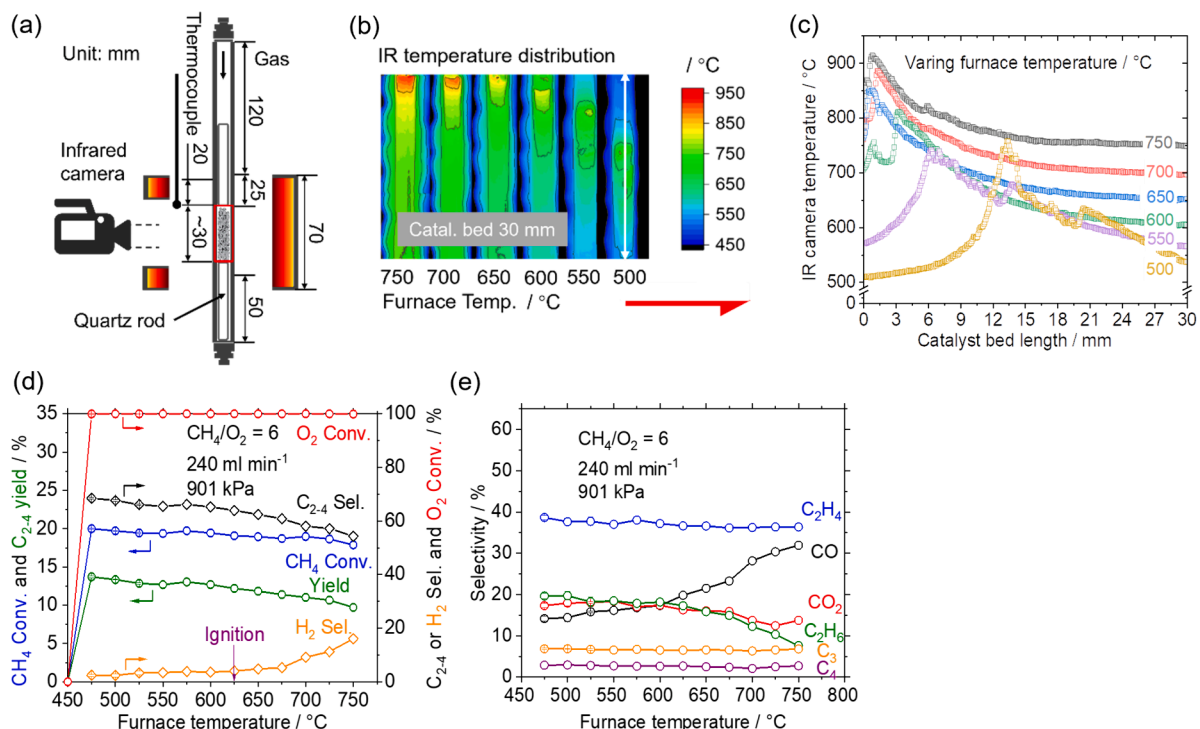 (a)
Unit: mm
Thermocouple
Gas
120
20
25
Infrared
camera
~30
70
50
Quartz rod
(b)
IR temperature distribution
/ °C
950
850
750
650
550
450
Catal. bed 30 mm
750 700 650 600 550 500
Furnace Temp. / °C
(c)
Varing furnace temperature / °C
IR camera temperature / °C
900
800
700
600
500
0
750
700
650
600
550
500
0 3 6 9 12 15 18 21 24 27 30
Catalyst bed length / mm
(d)
CH4 Conv. and C2-4 yield / %
35
30
25
20
15
10
5
0
CH4/O2 = 6
240 ml min-1
901 kPa
O2 Conv.
C2-4 Sel.
CH4 Conv.
Yield
Ignition
H2 Sel.
100
80
60
40
20
0
C2-4 or H2 Sel. and O2 Conv. / %
450 500 550 600 650 700 750
Furnace temperature / °C
(e)
Selectivity / %
60
50
40
30
20
10
0
CH4/O2 = 6
240 ml min-1
901 kPa
C2H4
CO
CO2
C2H6
C3
C4
450 500 550 600 650 700 750 800
Furnace temperature / °C